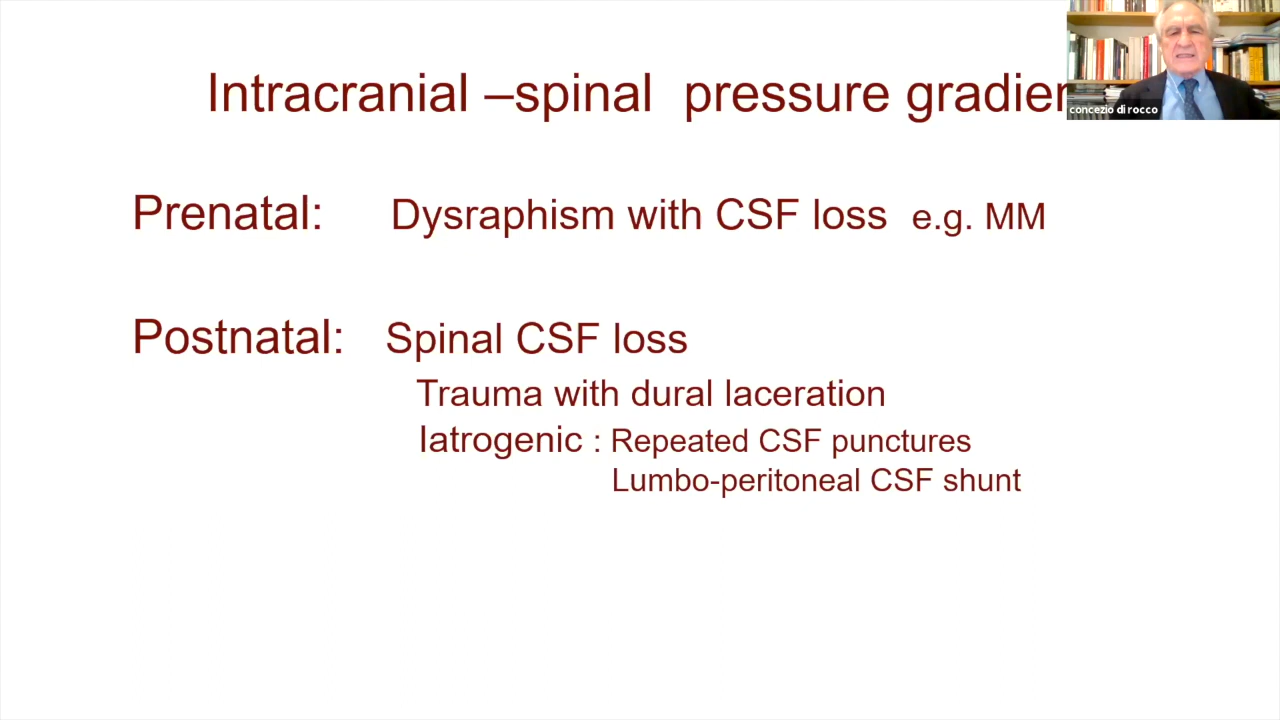 Intracranial –spinal pressure gradien
concezio di rocco
Prenatal: Dysraphism with CSF loss e.g. MM
Postnatal: Spinal CSF loss
Trauma with dural laceration
Iatrogenic : Repeated CSF punctures
Lumbo-peritoneal CSF shunt